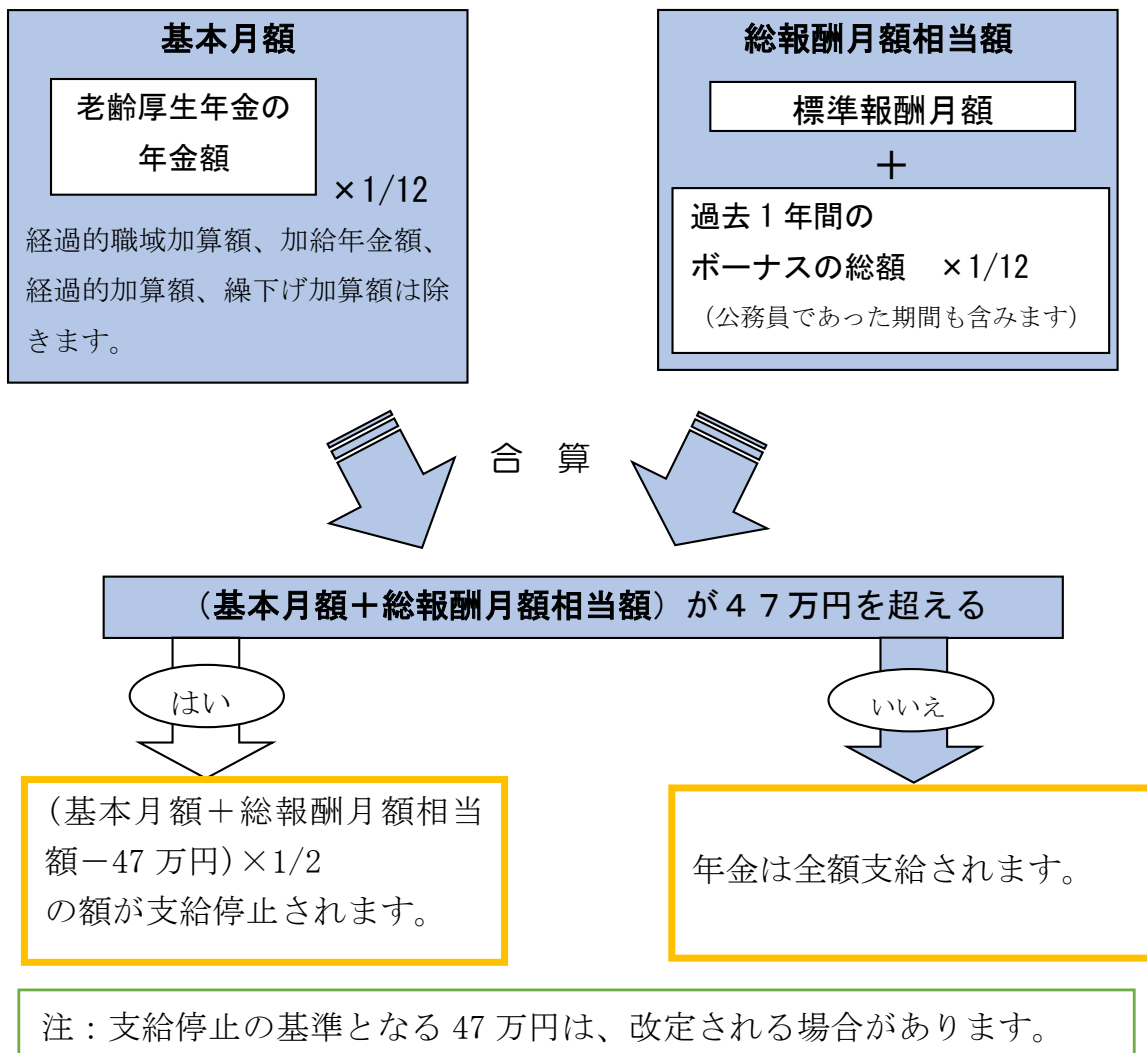 基本月額
老齢厚生年金の
年金額
×1/12
経過的職域加算額、加給年金額、
経過的加算額、繰下げ加算額は除
きます。
総報酬月額相当額
標準報酬月額
＋
過去１年間の
ボーナスの総額　×1/12
（公務員であった期間も含みます）
合　算
（基本月額＋総報酬月額相当額）が４７万円を超える
はい
いいえ
(基本月額＋総報酬月額相当
額－47 万円)×1/2
の額が支給停止されます。
年金は全額支給されます。
注：支給停止の基準となる 47 万円は、改定される場合があります。